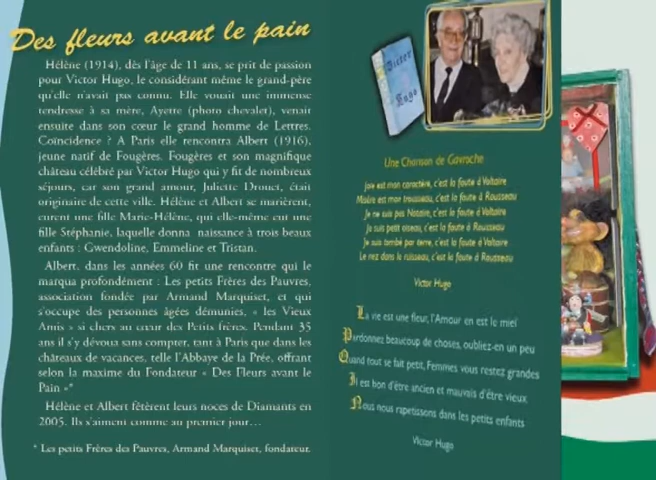 Des fleurs avant le pain
Hélène (1914), dès l'âge de 11 ans, se prit de passion
pour Victor Hugo, le considérant même le grand-père
qu'elle n'avait pas connu. Elle vouait une immense
tendresse à sa mère, Ayette (photo chevalet), venait
ensuite dans son cœur le grand homme de Lettres.
Coïncidence ? A Paris elle rencontra Albert (1916),
jeune natif de Fougères. Fougères et son magnifique
château célébré par Victor Hugo qui y fit de nombreux
séjours, car son grand amour, Juliette Drouet, était
originaire de cette ville. Hélène et Albert se marièrent,
eurent une fille Marie-Hélène, qui elle-même eut une
fille Stéphanie, laquelle donna naissance à trois beaux
enfants : Gwendoline, Emmeline et Tristan.
Albert, dans les années 60 fit une rencontre qui le
marqua profondément : Les petits Frères des Pauvres,
association fondée par Armand Marquiset, et qui
s'occupe des personnes âgées démunies, « les Vieux
Amis » si chers au cœur des Petits frères. Pendant 35
ans il s'y dévoua sans compter, tant à Paris que dans les
châteaux de vacances, telle l'Abbaye de la Prée, offrant
selon la maxime du Fondateur « Des Fleurs avant le
Pain »*
Hélène et Albert fêtèrent leurs noces de Diamants en
2005. Ils s'aiment comme au premier jour…
* Les petits Frères des Pauvres, Armand Marquiset, fondateur.
Victor
Hugo
Une Chanson de Gavroche
Joie est mon caractère, c'est la faute à Voltaire
Misère est mon trousseau, c'est la faute à Rousseau
Je ne suis pas Notaire, c'est la faute à Voltaire
Je suis petit oiseau, c'est la faute à Rousseau
Je suis tombé par terre, c'est la faute à Voltaire
Le nez dans le ruisseau, c'est la faute à Rousseau
Victor Hugo
La vie est une fleur, l'Amour en est le miel
Pardonnez beaucoup de choses, oubliez-en un peu
Quand tout se fait petit, Femmes vous restez grandes
Il est bon d'être ancien et mauvais d'être vieux
Nous nous rapetissons dans les petits enfants
Victor Hugo